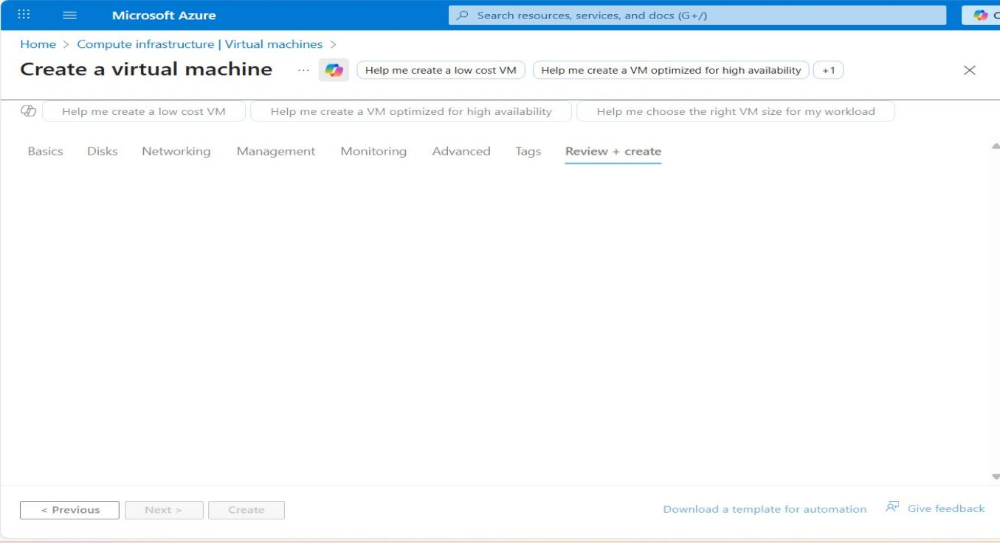 Microsoft Azure Search resources, services, and docs (G+/)
Home > Compute infrastructure | Virtual machines >
Create a virtual machine ... Help me create a low cost VM Help me create a VM optimized for high availability +1
Help me create a low cost VM Help me create a VM optimized for high availability Help me choose the right VM size for my workload
Basics Disks Networking Management Monitoring Advanced Tags Review + create
< Previous Next > Create Download a template for automation Give feedback